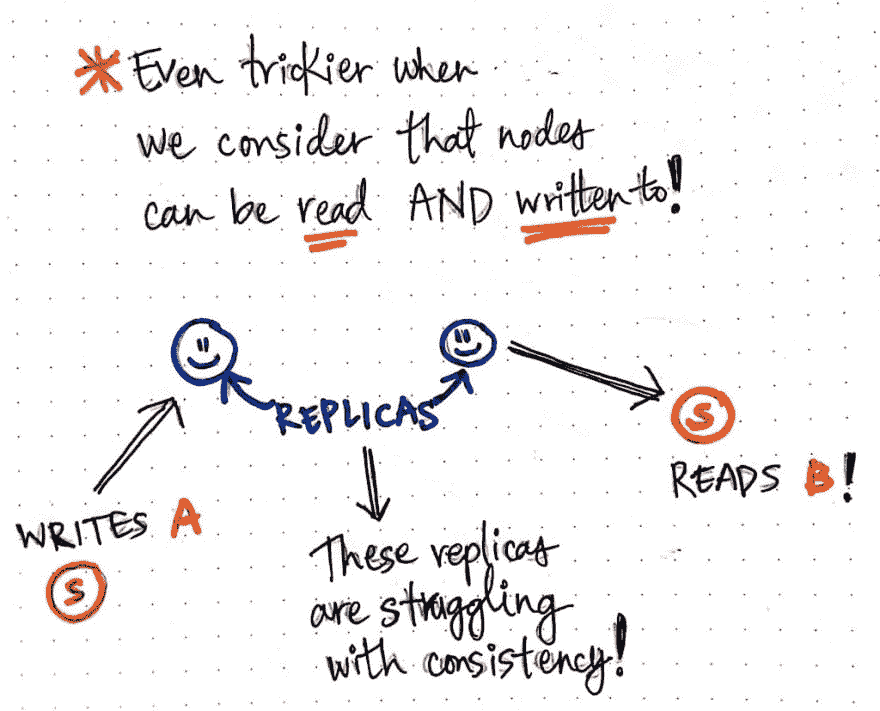 * Even trickier when
we consider that nodes
can be read AND written to!
REPLICAS
S
READS B!
WRITES A
S
These replicas
are struggling
with consistency!